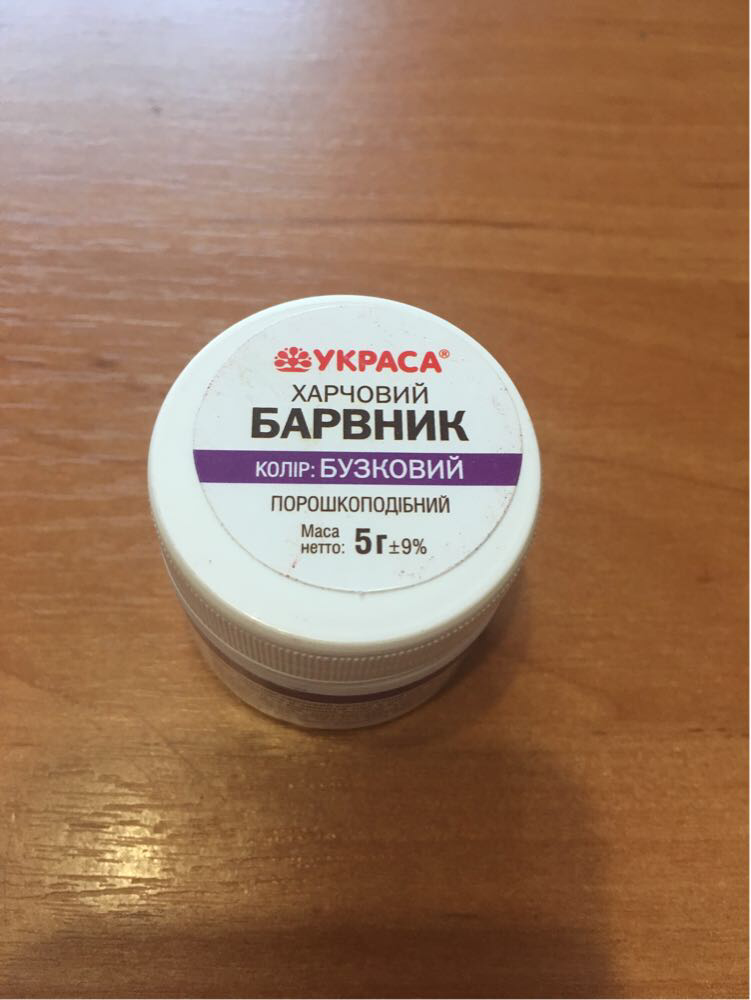 УКРАСА®
ХАРЧОВИЙ
БАРВНИК
КОЛІР: БУЗКОВИЙ
ПОРОШКОПОДІБНИЙ
Маса
нетто: 5г±9%